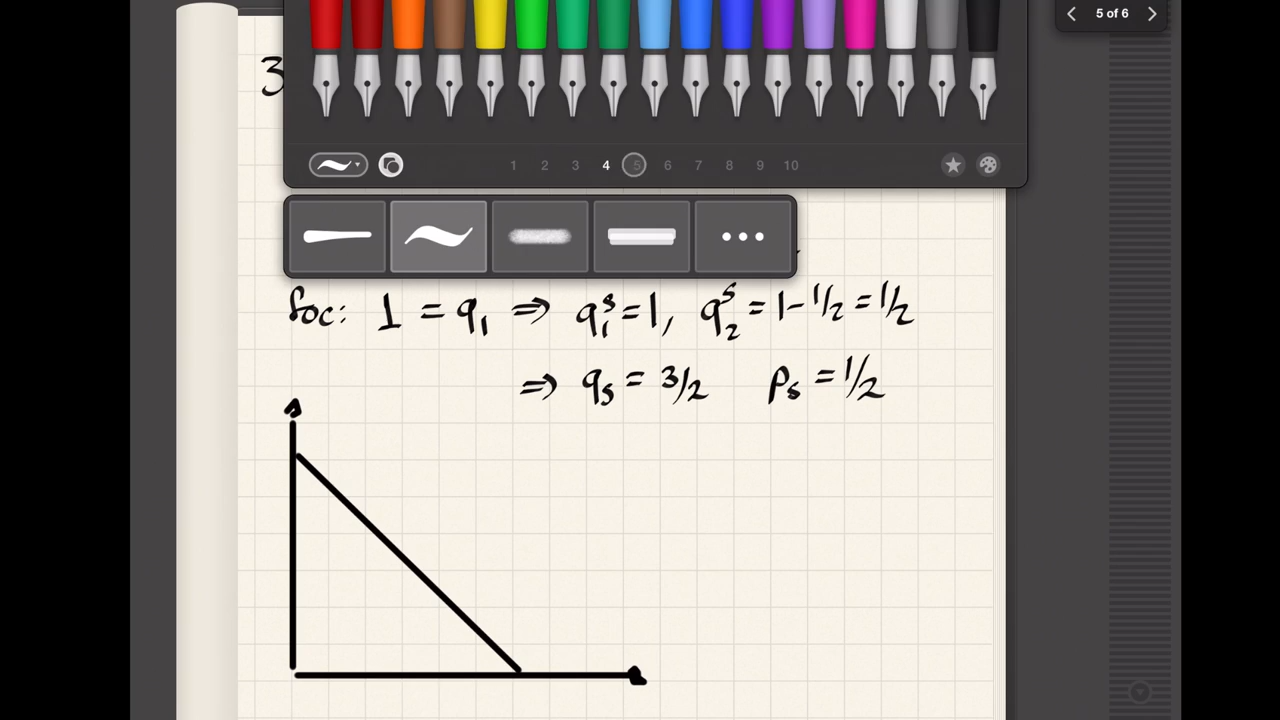 5 of 6
3
1 2 3 4 5 6 7 8 9 10
foc: 1 = q₁ ⇒ q₁ˢ = 1, q₂ˢ = 1 - 1/2 = 1/2
⇒ qₛ = 3/2 pₛ = 1/2